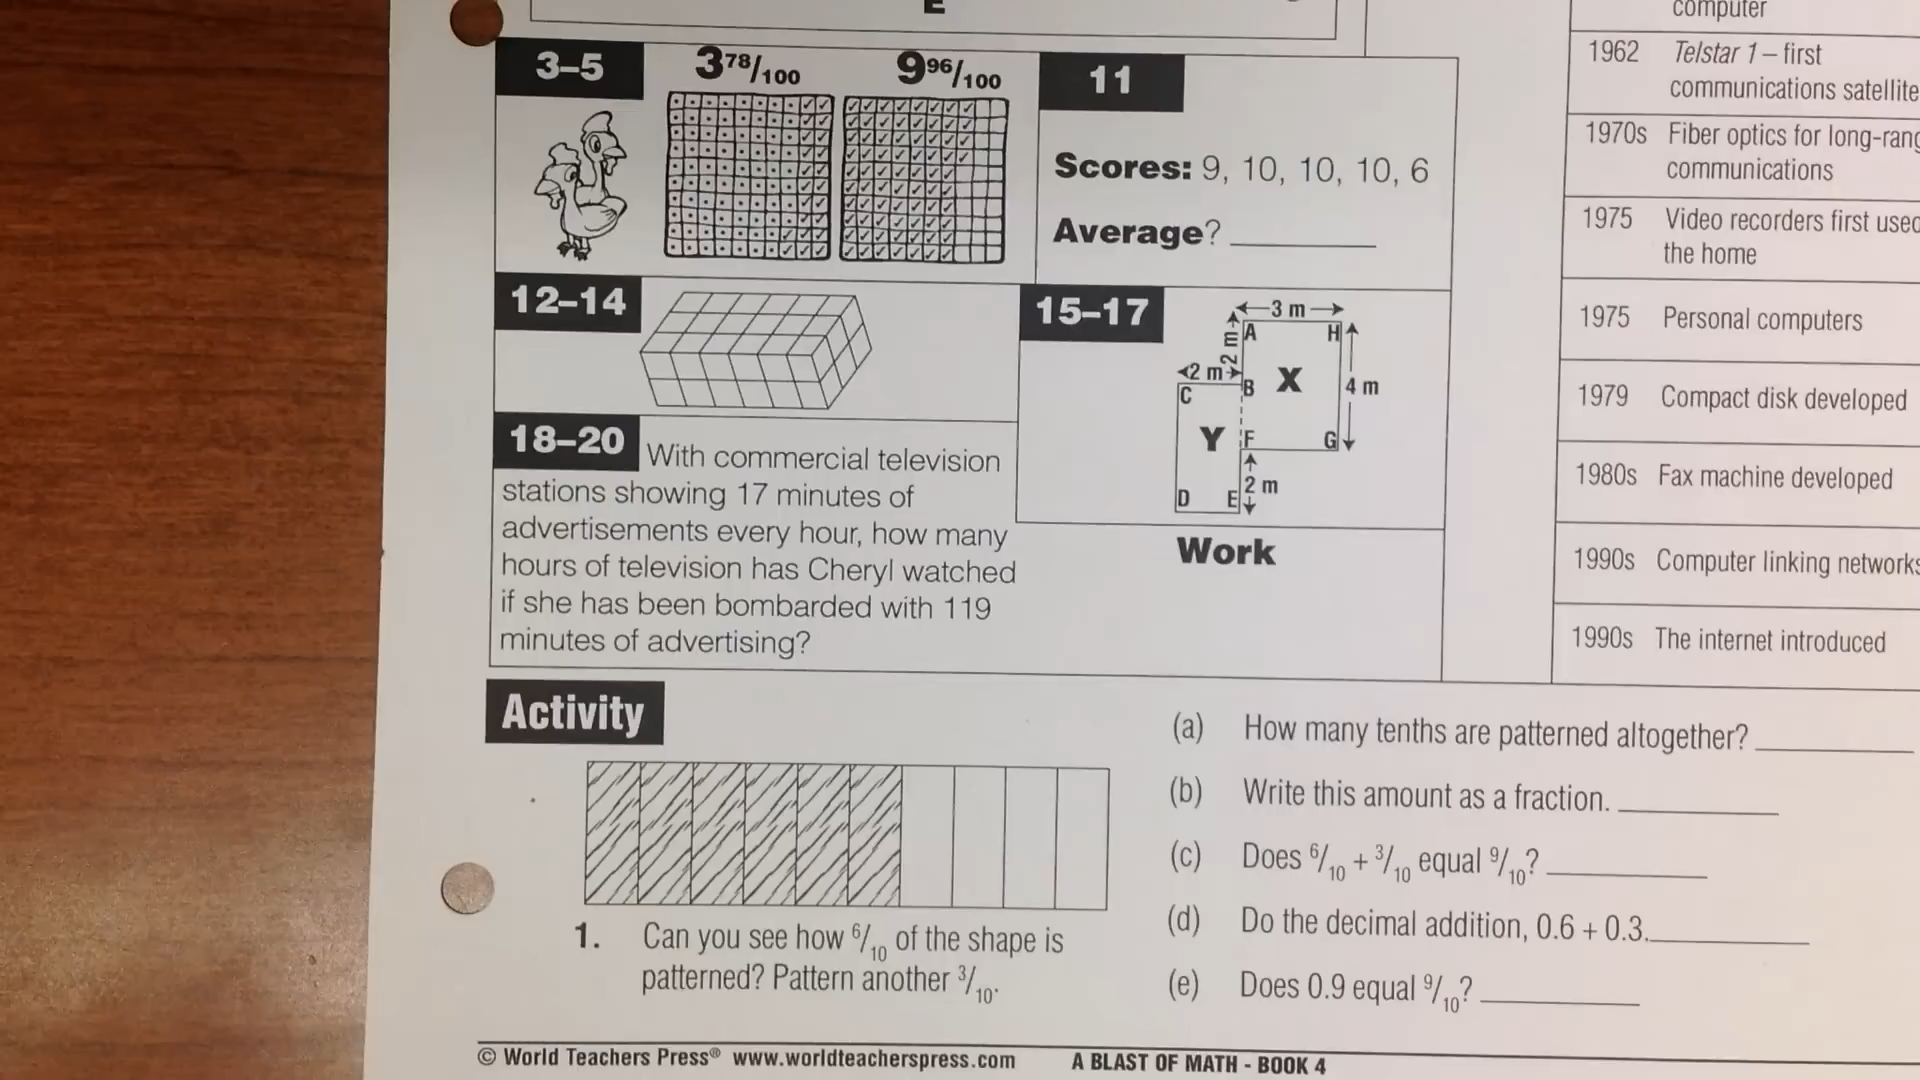 E
3–5
3 78/100
9 96/100
11
Scores: 9, 10, 10, 10, 6
Average? ________
12–14
15–17
3 m
2 m
A
H
2 m
B
X
4 m
C
Y
F
G
2 m
D
E
18–20
With commercial television
stations showing 17 minutes of
advertisements every hour, how many
hours of television has Cheryl watched
if she has been bombarded with 119
minutes of advertising?
Work
computer
1962 Telstar 1 – first
communications satellite
1970s Fiber optics for
communications
1975 Video recorders first used
the home
1975 Personal computers
1979 Compact disk developed
1980s Fax machine developed
1990s Computer linking networks
1990s The internet introduced
Activity
1. Can you see how 6/10 of the shape is
patterned? Pattern another 3/10.
(a) How many tenths are patterned altogether? ________
(b) Write this amount as a fraction. ________
(c) Does 6/10 + 3/10 equal 9/10? ________
(d) Do the decimal addition, 0.6 + 0.3. ________
(e) Does 0.9 equal 9/10? ________
© World Teachers Press® www.worldteacherspress.com A BLAST OF MATH - BOOK 4